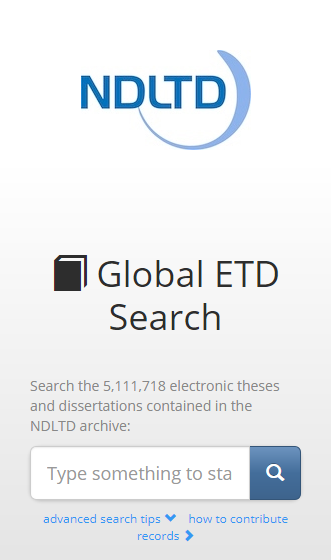 NDLTD
Global ETD
Search
Search the 5,111,718 electronic theses
and dissertations contained in the
NDLTD archive:
Type something to sta
advanced search tips how to contribute
records